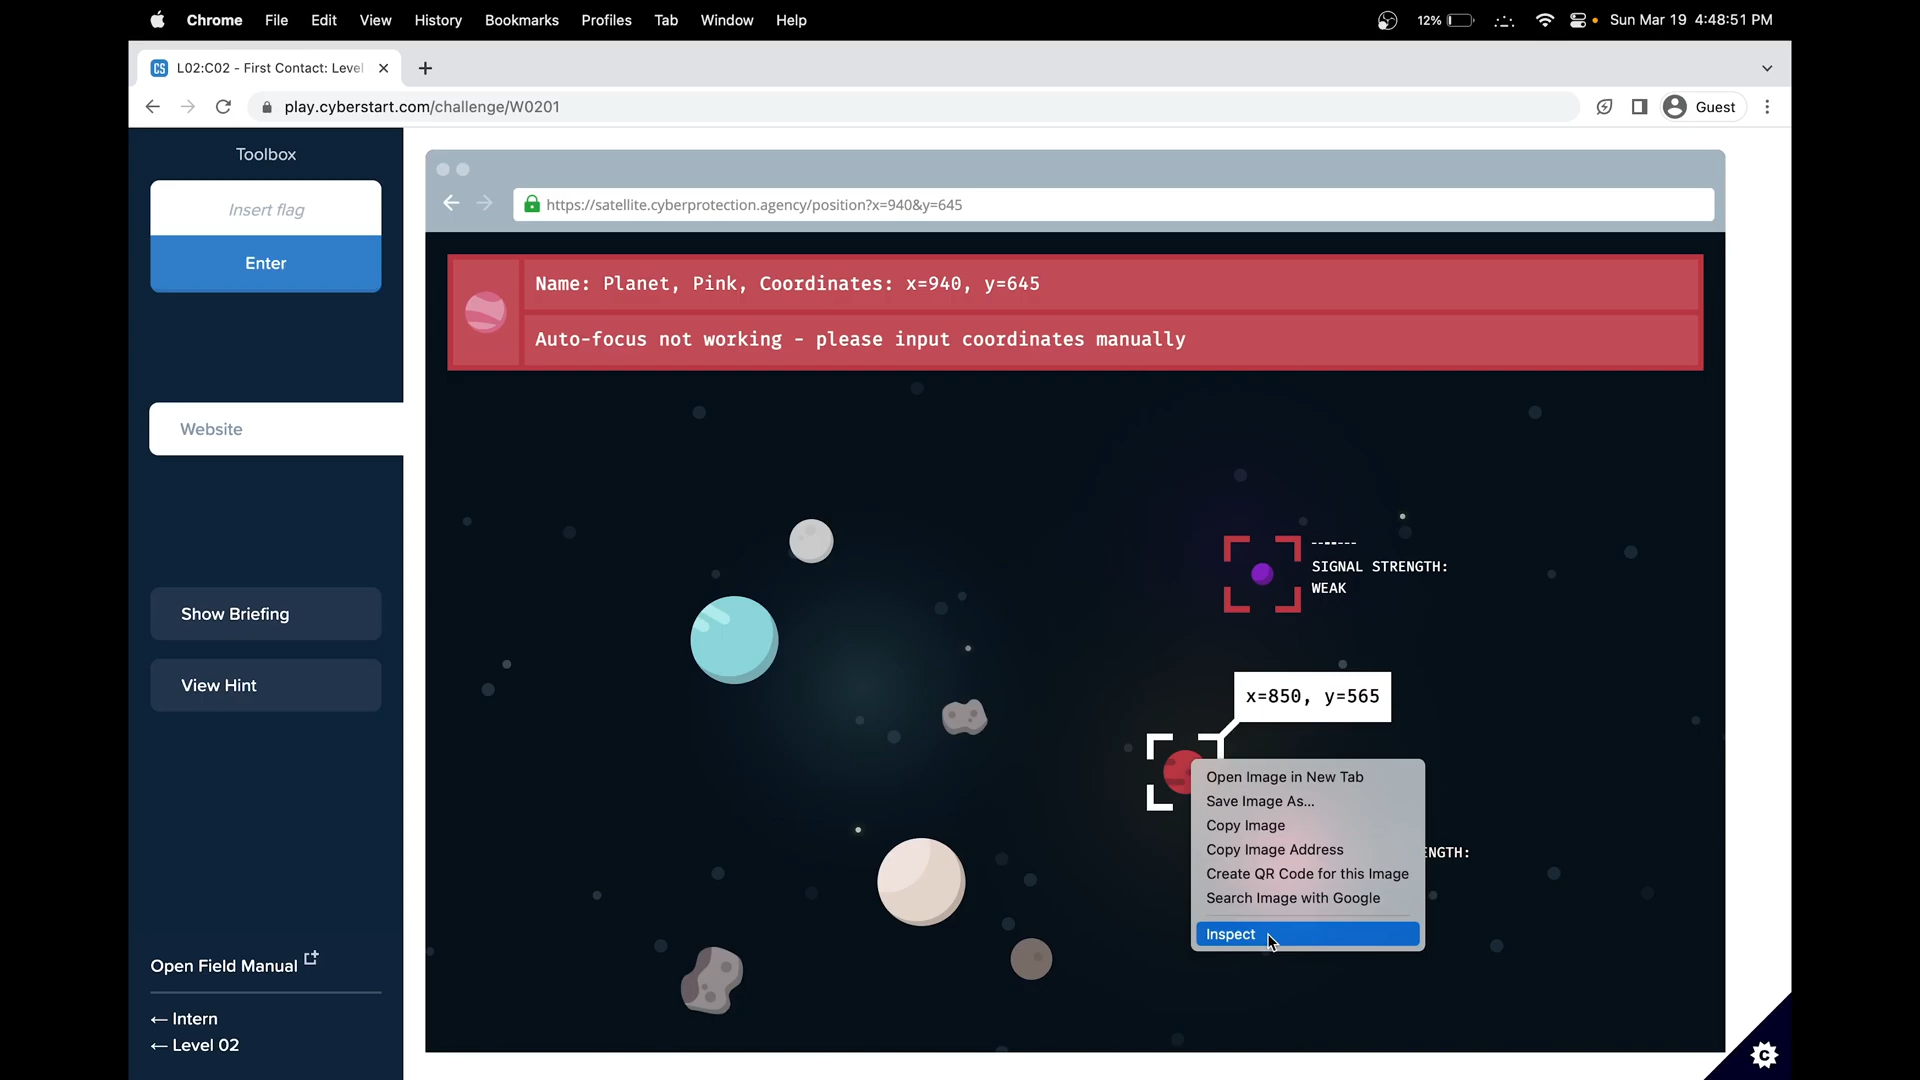 Chrome File Edit View History Bookmarks Profiles Tab Window Help
12% Sun Mar 19 4:48:51 PM
CS L02:C02 - First Contact: Level
play.cyberstart.com/challenge/W0201
Guest
Toolbox
Insert flag
Enter
Website
Show Briefing
View Hint
Open Field Manual
← Intern
← Level 02
https://satellite.cyberprotection.agency/position?x=940&y=645
Name: Planet, Pink, Coordinates: x=940, y=645
Auto-focus not working - please input coordinates manually
-------
SIGNAL STRENGTH:
WEAK
x=850, y=565
Open Image in New Tab
Save Image As...
Copy Image
Copy Image Address
Create QR Code for this Image
Search Image with Google
Inspect
NGTH:
C